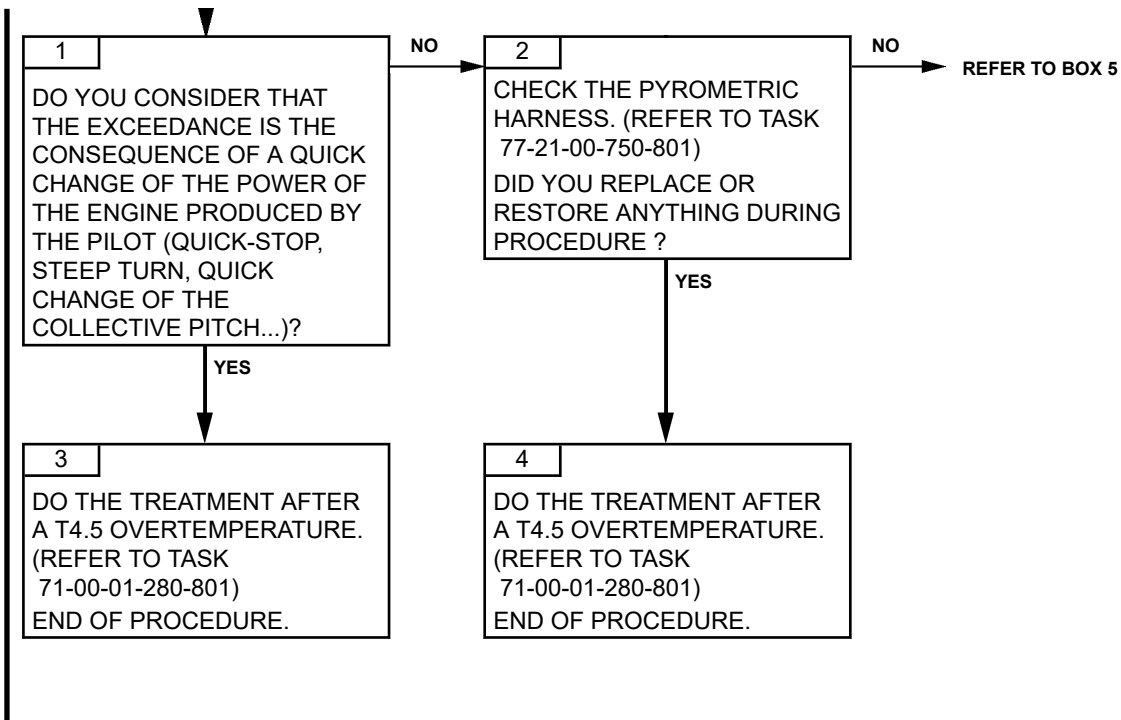 1
DO YOU CONSIDER THAT
THE EXCEEDANCE IS THE
CONSEQUENCE OF A QUICK
CHANGE OF THE POWER OF
THE ENGINE PRODUCED BY
THE PILOT (QUICK-STOP,
STEEP TURN, QUICK
CHANGE OF THE
COLLECTIVE PITCH...)?
NO
2
CHECK THE PYROMETRIC
HARNESS. (REFER TO TASK
77-21-00-750-801)
DID YOU REPLACE OR
RESTORE ANYTHING DURING
PROCEDURE ?
NO
REFER TO BOX 5
YES
YES
3
DO THE TREATMENT AFTER
A T4.5 OVERTEMPERATURE.
(REFER TO TASK
71-00-01-280-801)
END OF PROCEDURE.
4
DO THE TREATMENT AFTER
A T4.5 OVERTEMPERATURE.
(REFER TO TASK
71-00-01-280-801)
END OF PROCEDURE.